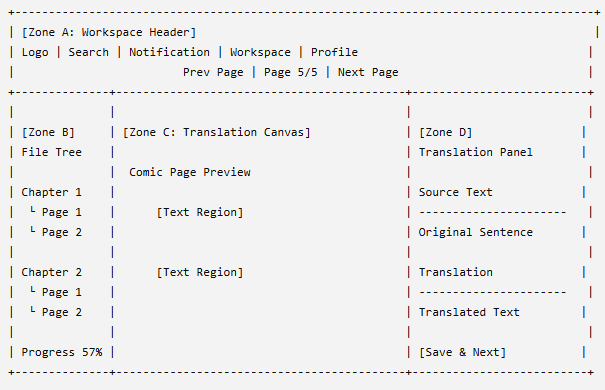 [Zone A: Workspace Header]
Logo | Search | Notification | Workspace | Profile
Prev Page | Page 5/5 | Next Page
[Zone B] | [Zone C: Translation Canvas] | [Zone D]
File Tree | | Translation Panel
Comic Page Preview
Chapter 1 | | Source Text
└ Page 1 | [Text Region] | ----------------------
└ Page 2 | | Original Sentence
Chapter 2 | [Text Region] | Translation
└ Page 1 | | ----------------------
└ Page 2 | | Translated Text
Progress 57% | | [Save & Next]